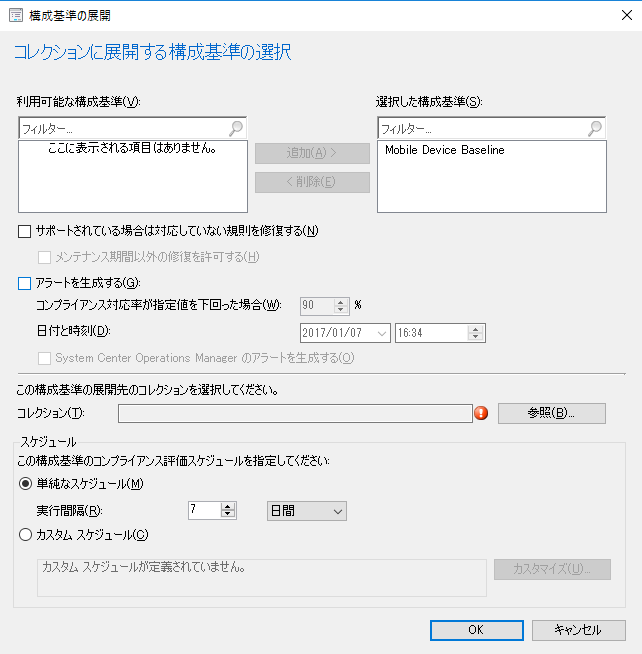 構成基準の展開
コレクションに展開する構成基準の選択
利用可能な構成基準(V):
選択した構成基準(S):
フィルター...
フィルター...
ここに表示される項目はありません。
追加(A) >
Mobile Device Baseline
< 削除(E)
サポートされている場合は対応していない規則を修復する(N)
メンテナンス期間以外の修復を許可する(H)
アラートを生成する(G):
コンプライアンス対応率が指定値を下回った場合(W):
90
%
日付と時刻(D):
2017/01/07
16:34
System Center Operations Manager のアラートを生成する(O)
この構成基準の展開先のコレクションを選択してください。
コレクション(T):
参照(B)...
スケジュール
この構成基準のコンプライアンス評価スケジュールを指定してください:
単純なスケジュール(M)
実行間隔(R):
7
日間
カスタム スケジュール(C)
カスタム スケジュールが定義されていません。
カスタマイズ(U)...
OK
キャンセル